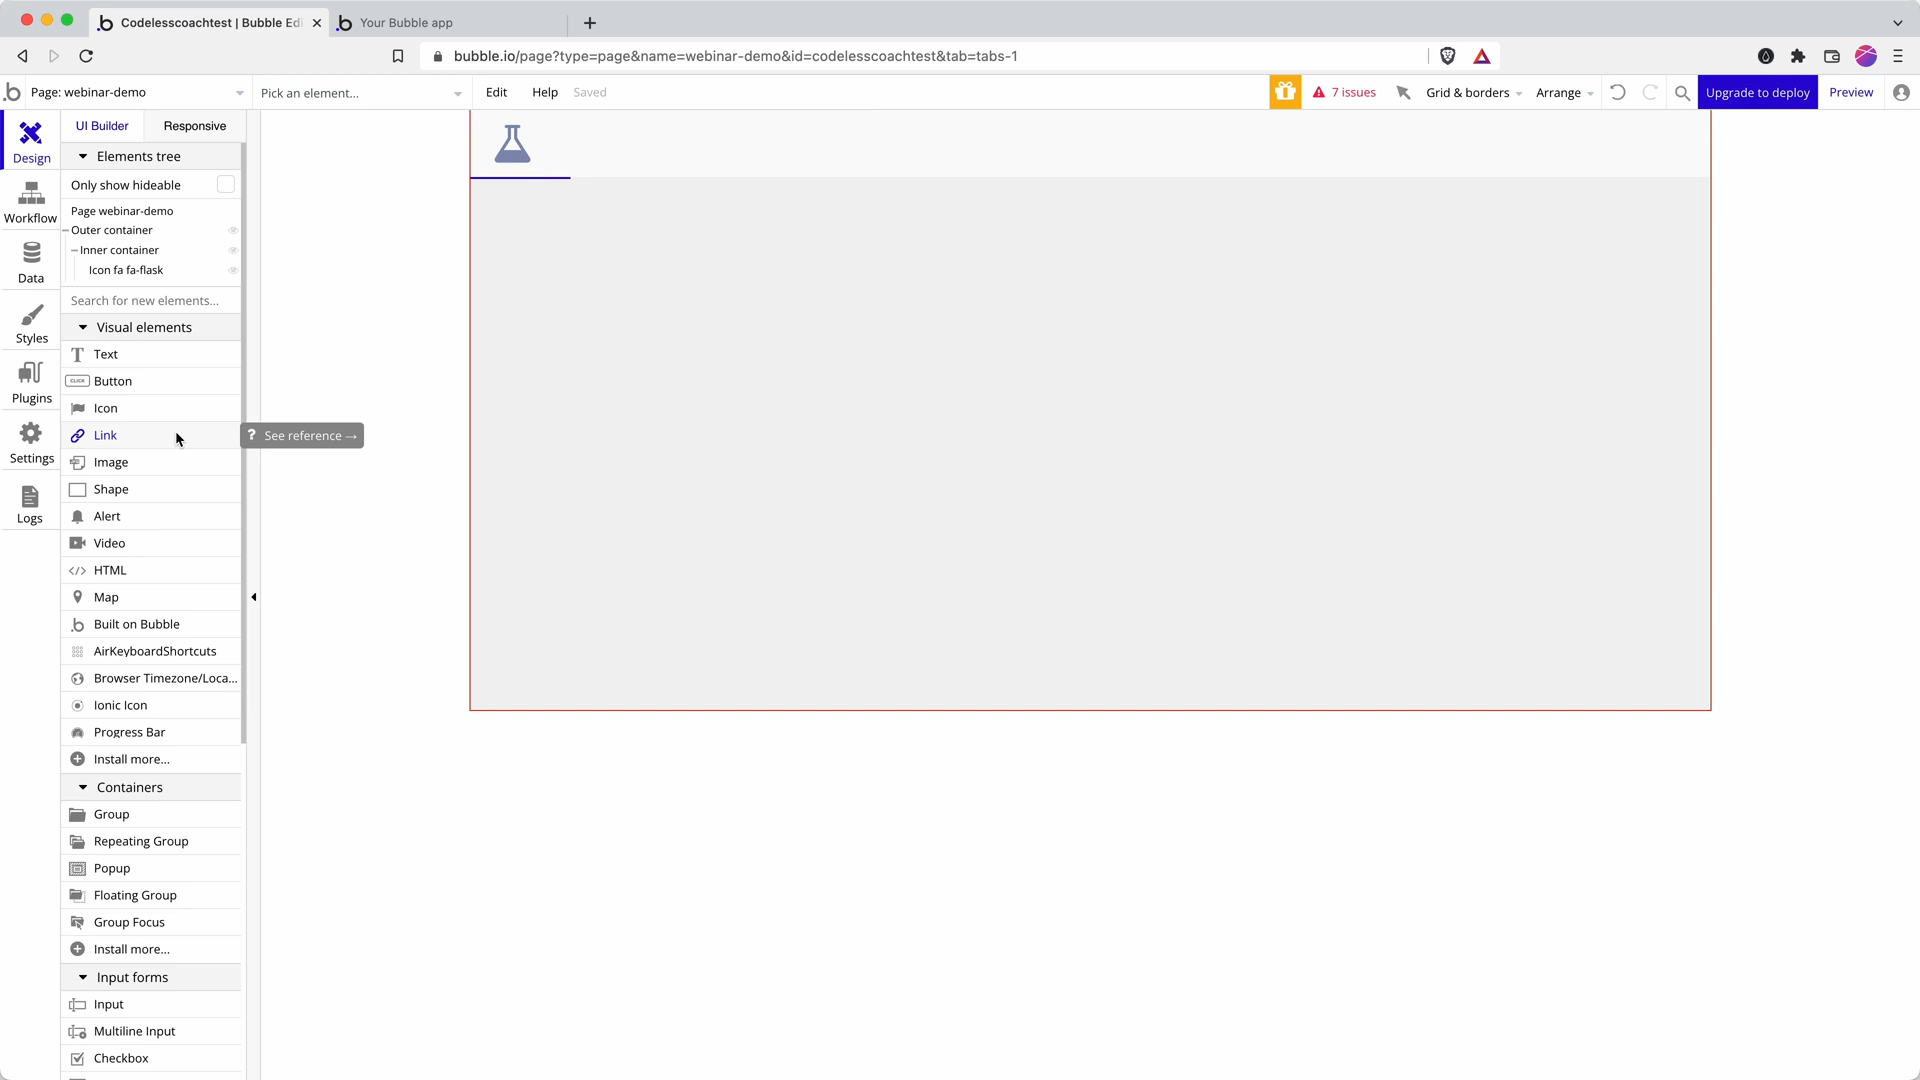 Codelesscoachtest | Bubble Edi
Your Bubble app
bubble.io/page?type=page&name=webinar-demo&id=codelesscoachtest&tab=tabs-1
Page: webinar-demo
Pick an element...
Edit
Help
Saved
7 issues
Grid & borders
Arrange
Upgrade to deploy
Preview
Design
Workflow
Data
Styles
Plugins
Settings
Logs
UI Builder
Responsive
Elements tree
Only show hideable
Page webinar-demo
Outer container
Inner container
Icon fa fa-flask
Search for new elements...
Visual elements
Text
CLICK
Button
Icon
Link
? See reference →
Image
Shape
Alert
Video
</> HTML
Map
Built on Bubble
AirKeyboardShortcuts
Browser Timezone/Loca...
Ionic Icon
Progress Bar
Install more...
Containers
Group
Repeating Group
Popup
Floating Group
Group Focus
Install more...
Input forms
Input
Multiline Input
Checkbox